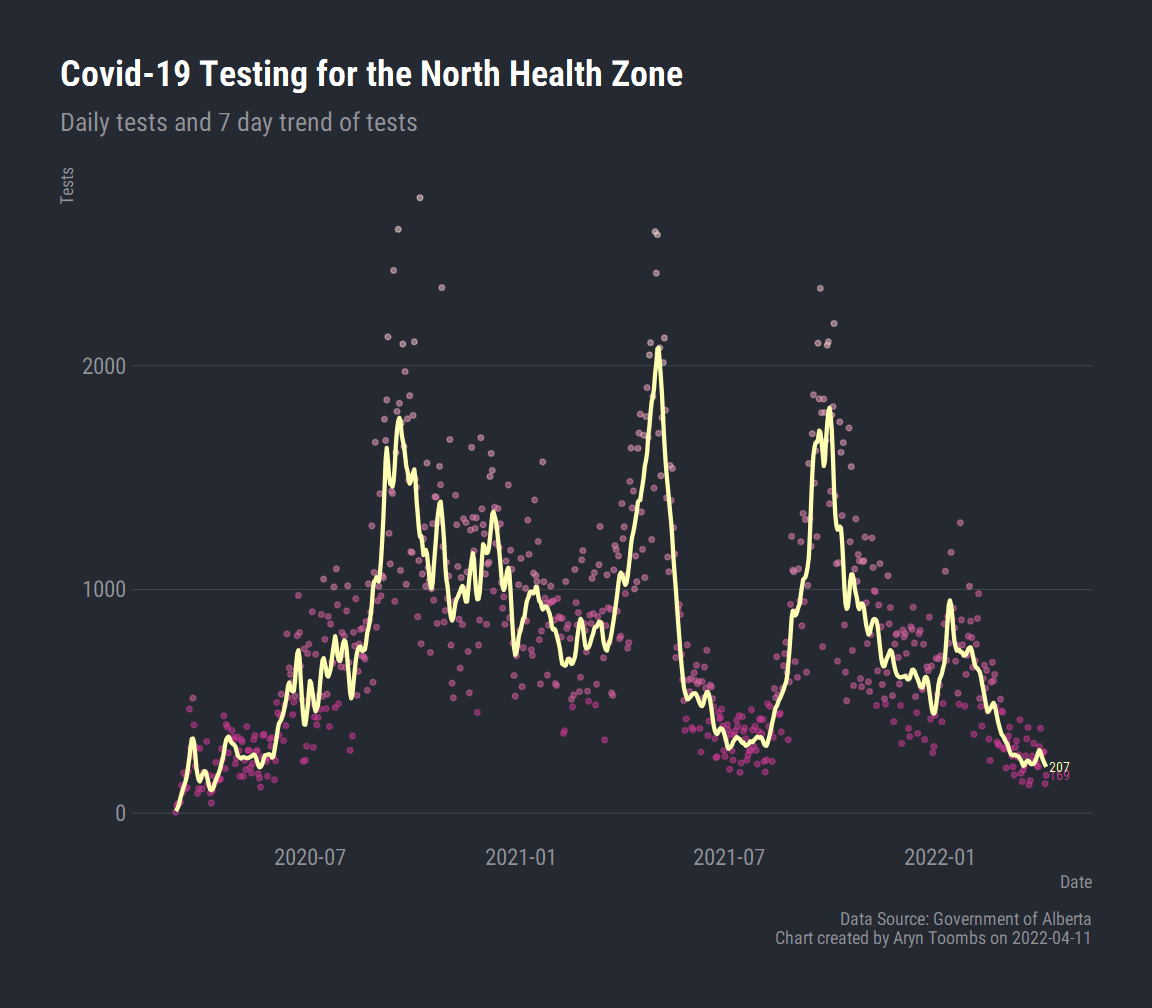 Covid-19 Testing for the North Health Zone
Daily tests and 7 day trend of tests
Tests
2000
1000
0
207
169
2020-07
2021-01
2021-07
2022-01
Date
Data Source: Government of Alberta
Chart created by Aryn Toombs on 2022-04-11